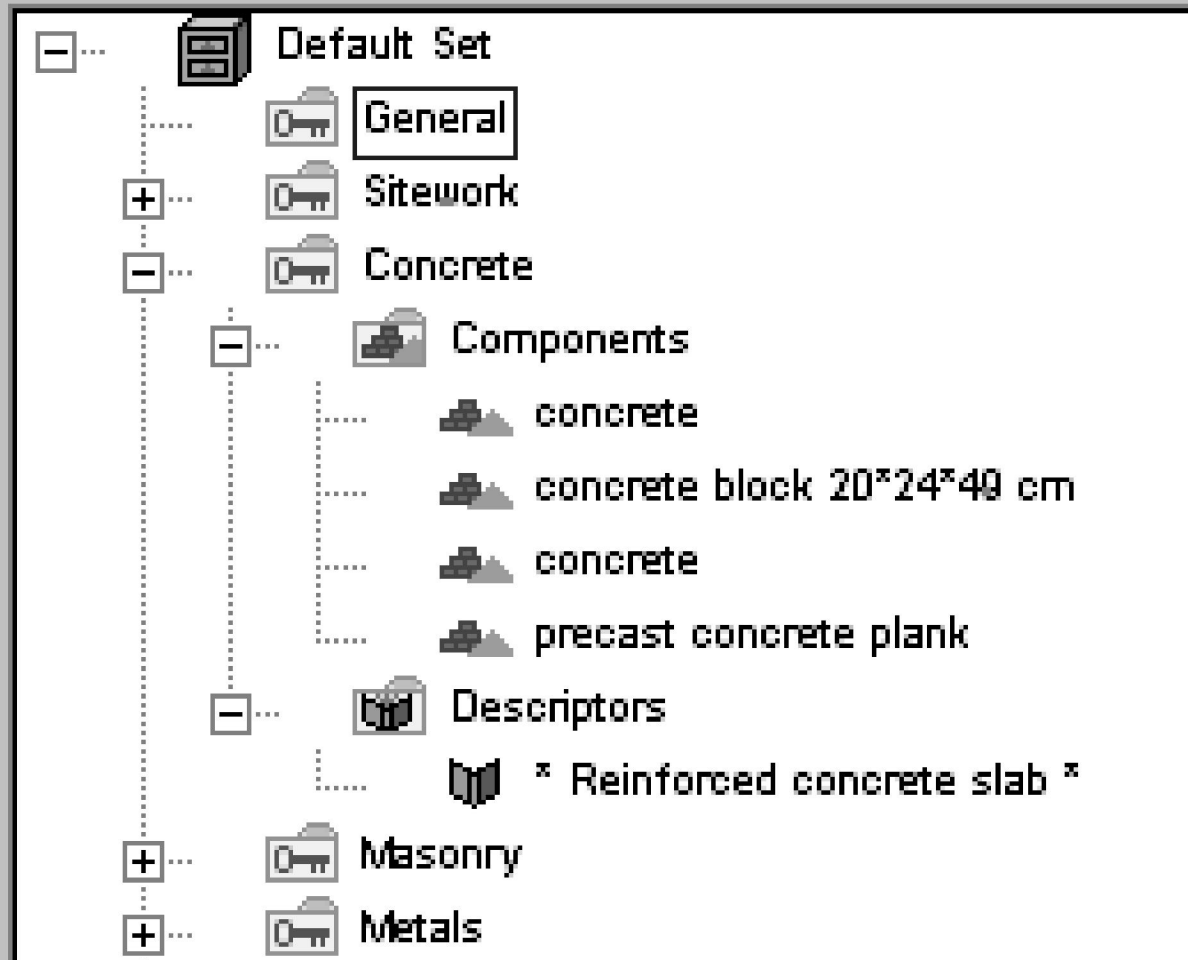 Default Set
General
Sitework
Concrete
Components
concrete
concrete block 20*24*40 cm
concrete
precast concrete plank
Descriptors
* Reinforced concrete slab *
Masonry
Metals